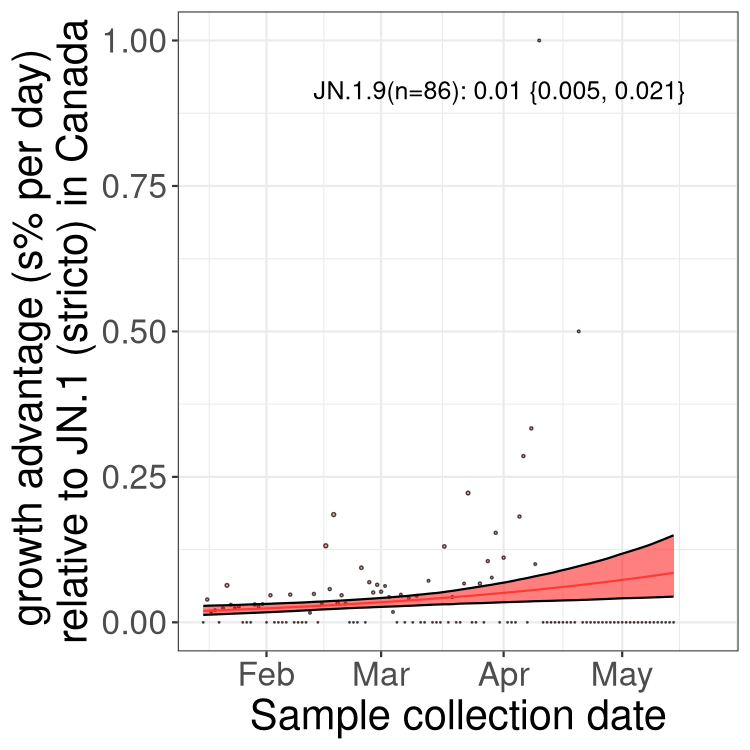 growth advantage (s% per day)
relative to JN.1 (stricto) in Canada
1.00
0.75
0.50
0.25
0.00
JN.1.9(n=86): 0.01 {0.005, 0.021}
Feb
Mar
Apr
May
Sample collection date